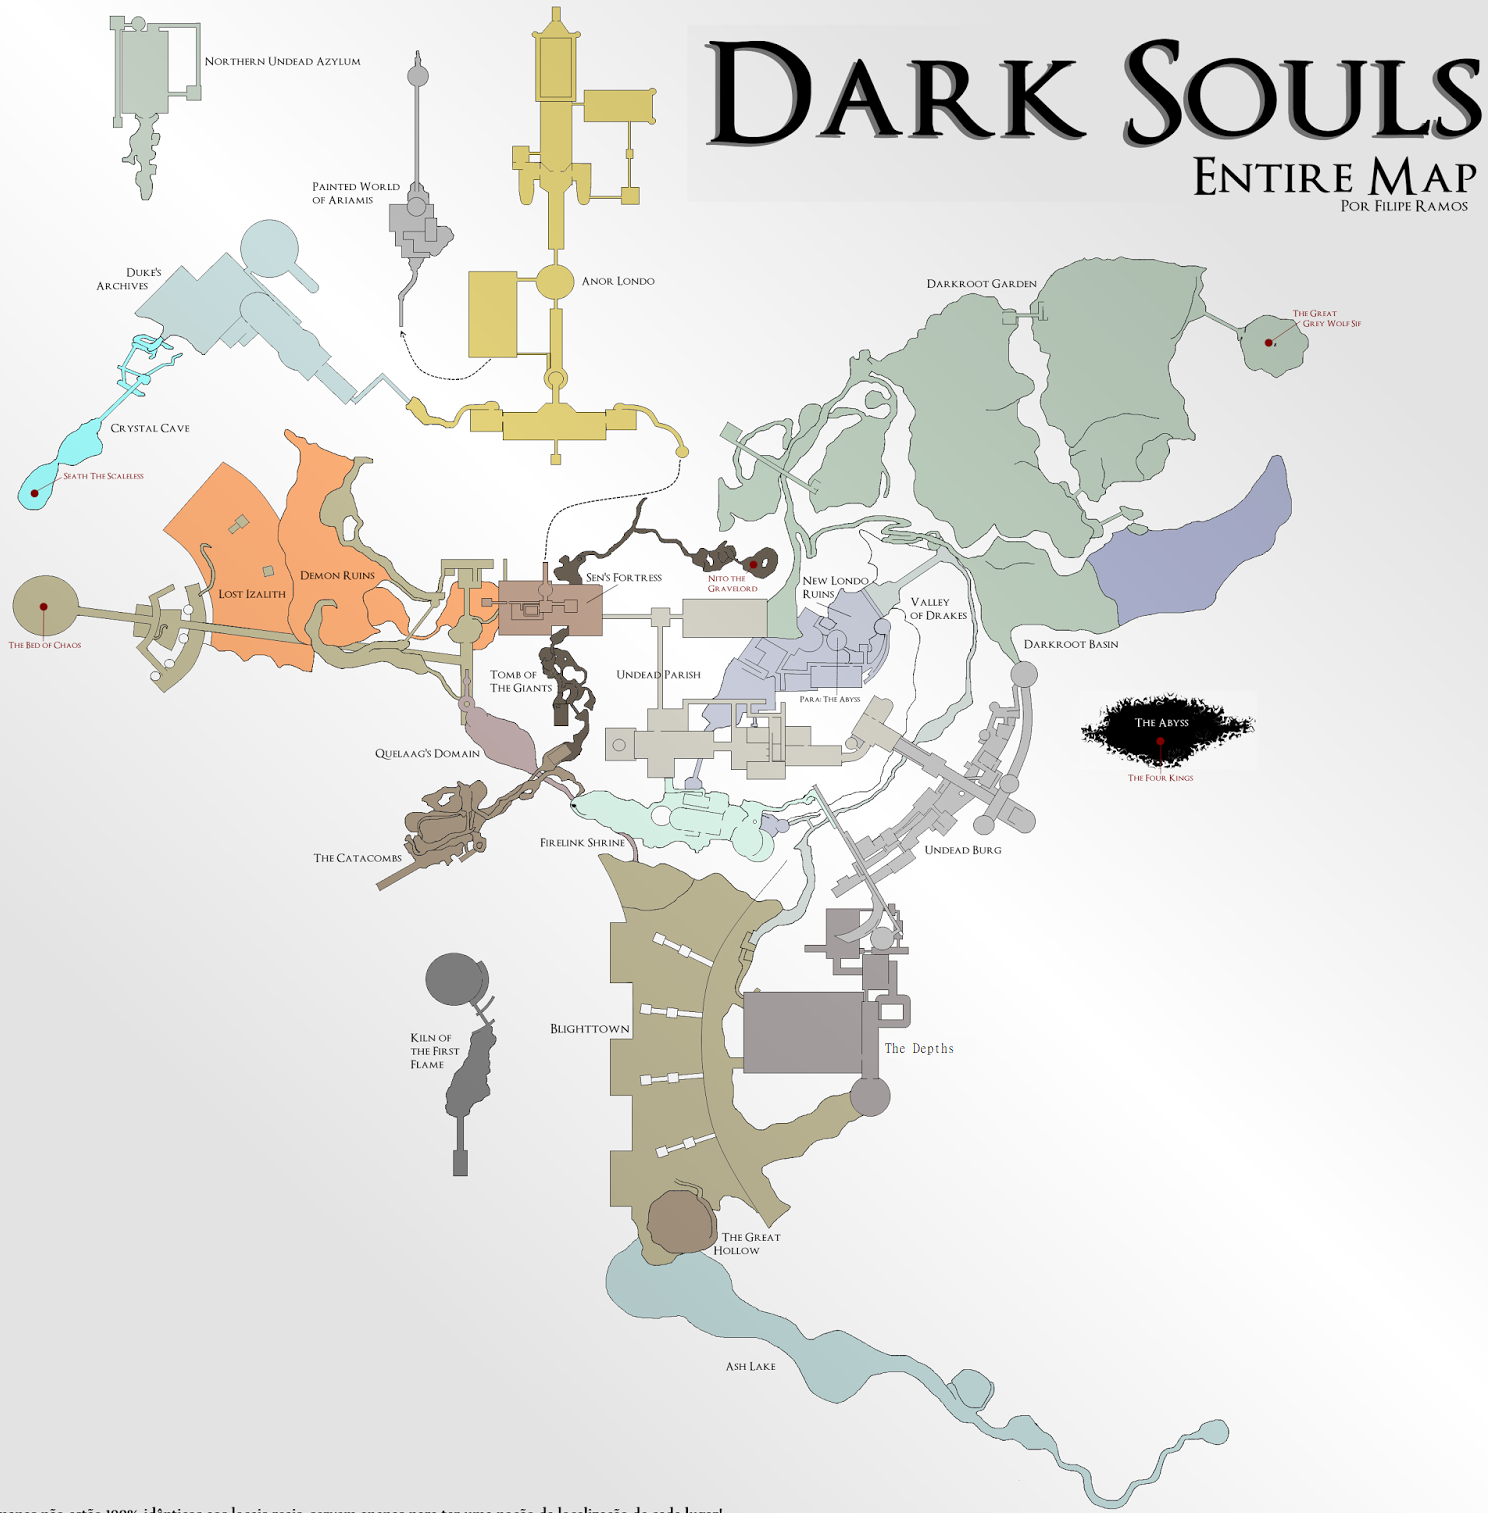 Dark Souls
Entire Map
Por Filipe Ramos
Northern Undead Azylum
Painted World
of Ariamis
Duke's
Archives
Anor Londo
Darkroot Garden
The Great
Grey Wolf Sif
Crystal Cave
Seath The Scaleless
Demon Ruins
Lost Izalith
Sen's Fortress
Nito the
Gravelord
New Londo
Ruins
Valley
of Drakes
The Bed of Chaos
Darkroot Basin
Tomb of
The Giants
Undead Parish
Para: The Abyss
The Abyss
The Four Kings
Quelaag's Domain
Firelink Shrine
The Catacombs
Undead Burg
Kiln of
the First
Flame
Blighttown
The Depths
The Great
Hollow
Ash Lake
não estão 100% idênticos aos locais reais, servem apenas para ter uma noção da localização de cada lugar!